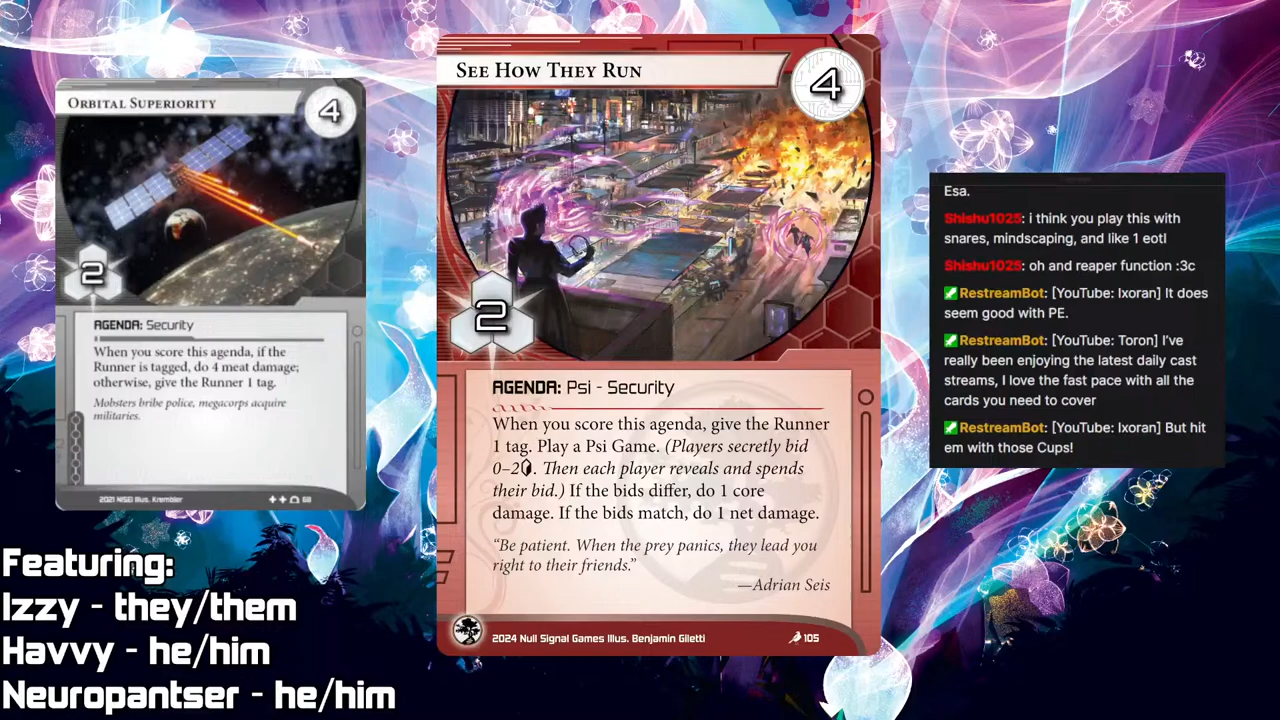 ORBITAL SUPERIORITY
4
2
AGENDA: Security
When you score this agenda, if the
Runner is tagged, do 4 meat damage;
otherwise, give the Runner 1 tag.
Mobsters bribe police, megacorps acquire
militaries.
2021 NISEI Illus. Krembler
68
SEE HOW THEY RUN
4
2
AGENDA: Psi - Security
When you score this agenda, give the Runner
1 tag. Play a Psi Game. (Players secretly bid
0–2. Then each player reveals and spends
their bid.) If the bids differ, do 1 core
damage. If the bids match, do 1 net damage.
“Be patient. When the prey panics, they lead you
right to their friends.”
—Adrian Seis
2024 Null Signal Games Illus. Benjamin Giletti
105
Esa.
Shishu1025: i think you play this with
snares, mindscaping, and like 1 eotl
Shishu1025: oh and reaper function :3c
RestreamBot: [YouTube: Ixoran] It does
seem good with PE.
RestreamBot: [YouTube: Toron] I’ve
really been enjoying the latest daily cast
streams, I love the fast pace with all the
cards you need to cover
RestreamBot: [YouTube: Ixoran] But hit
em with those Cups!
Featuring:
Izzy - they/them
Havvy - he/him
Neuropantser - he/him